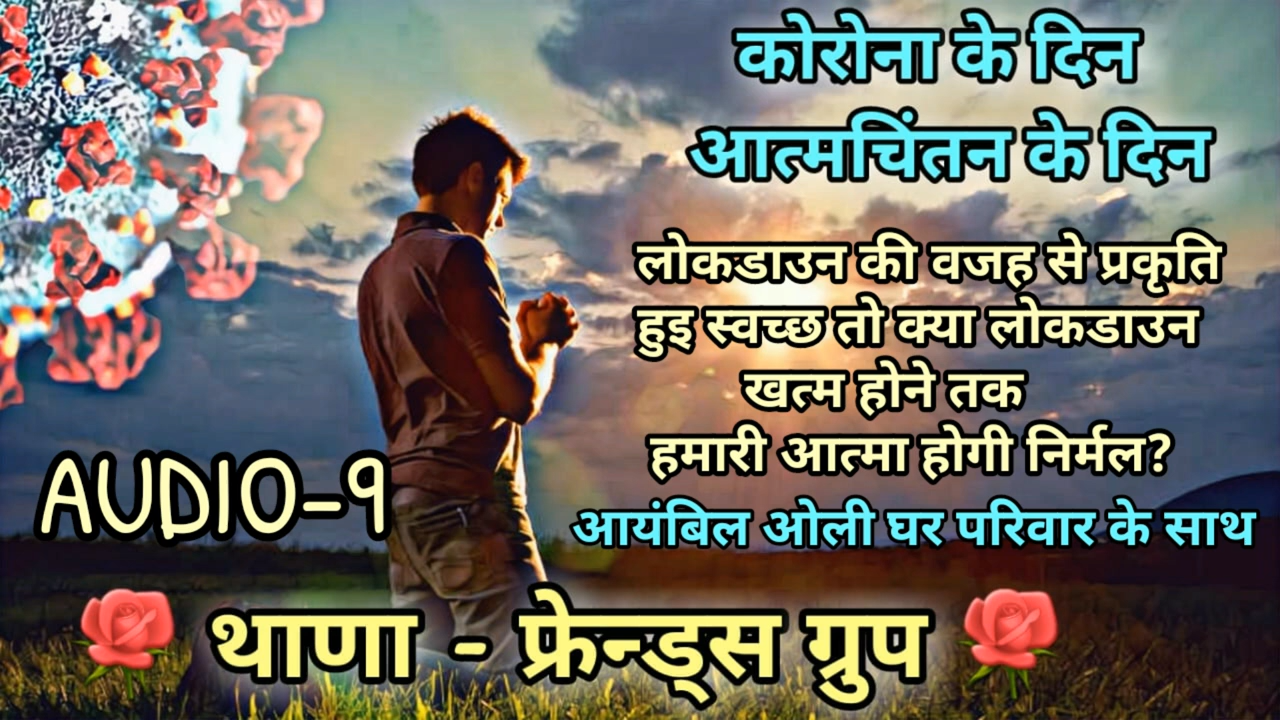 कोरोना के दिन
आत्मचिंतन के दिन
लोकडाउन की वजह से प्रकृति
हुइ स्वच्छ तो क्या लोकडाउन
खत्म होने तक
हमारी आत्मा होगी निर्मल?
AUDIO-9
आयंबिल ओली घर परिवार के साथ
थाणा - फ्रेन्ड्स ग्रुप